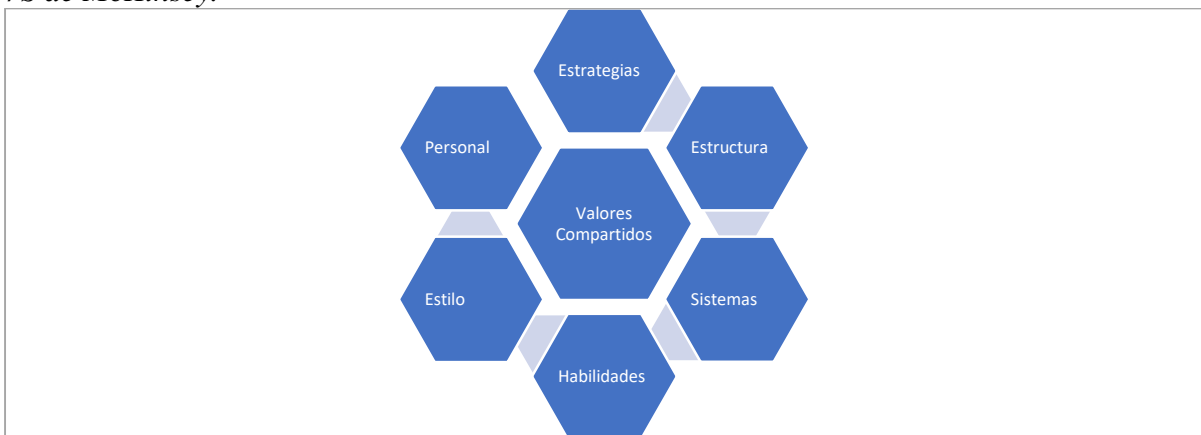 Estrategias
Personal
Estructura
Valores
Compartidos
Estilo
Sistemas
Habilidades